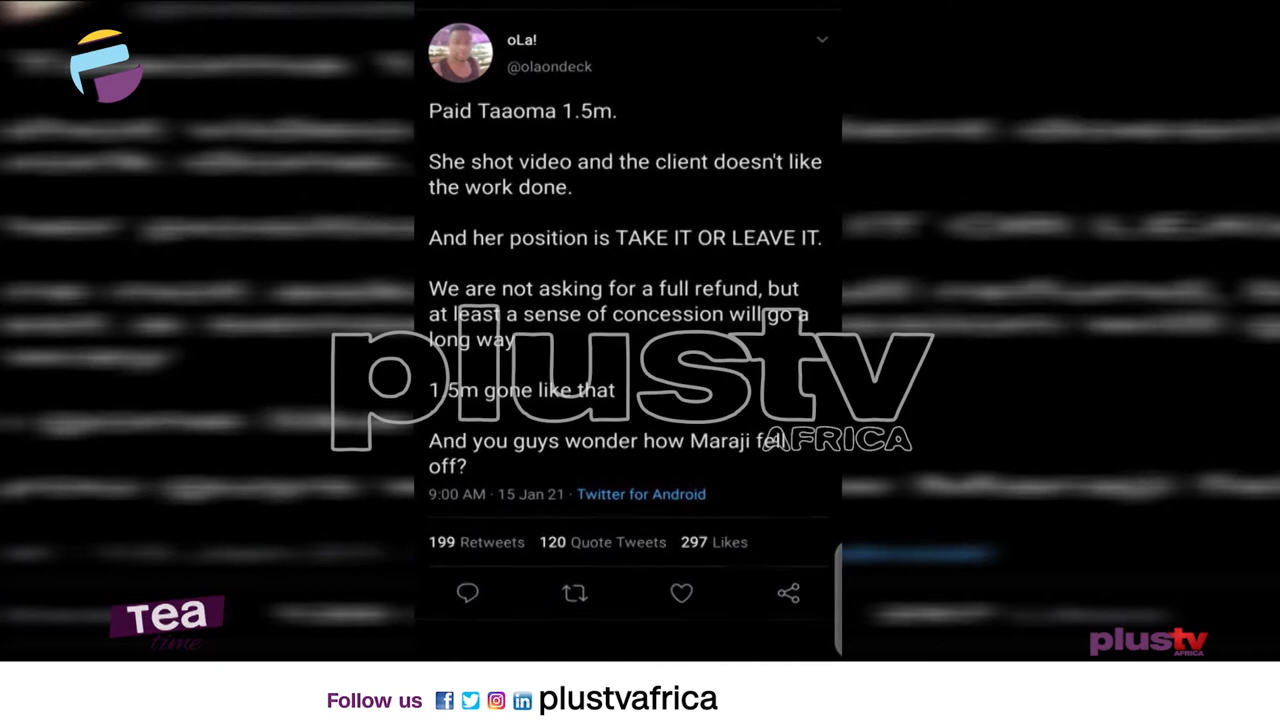 oLa!
@olaondeck
Paid Taaoma 1.5m.
She shot video and the client doesn't like
the work done.
And her position is TAKE IT OR LEAVE IT.
We are not asking for a full refund, but
at least a sense of concession will go a
long way
1.5m gone like that
And you guys wonder how Maraji fell
off?
9:00 AM · 15 Jan 21 · Twitter for Android
199 Retweets 120 Quote Tweets 297 Likes
plustv
AFRICA
Tea
time
plustv
AFRICA
Follow us plustvafrica